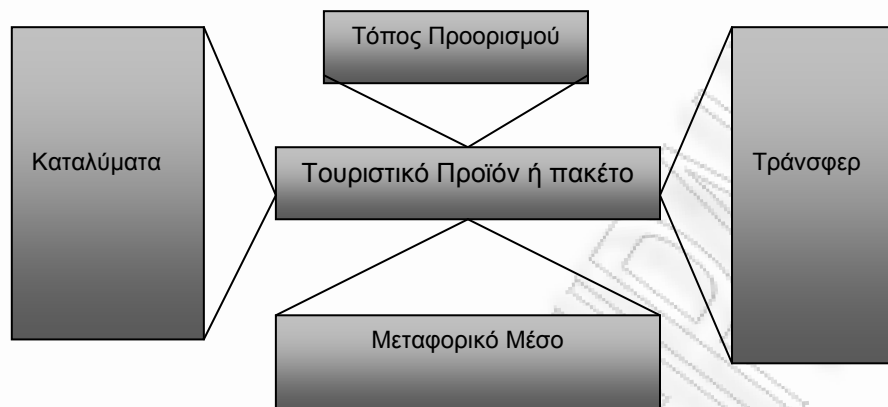 Τόπος Προορισμού
Καταλύματα
Τουριστικό Προϊόν ή πακέτο
Τράνσφερ
Μεταφορικό Μέσο